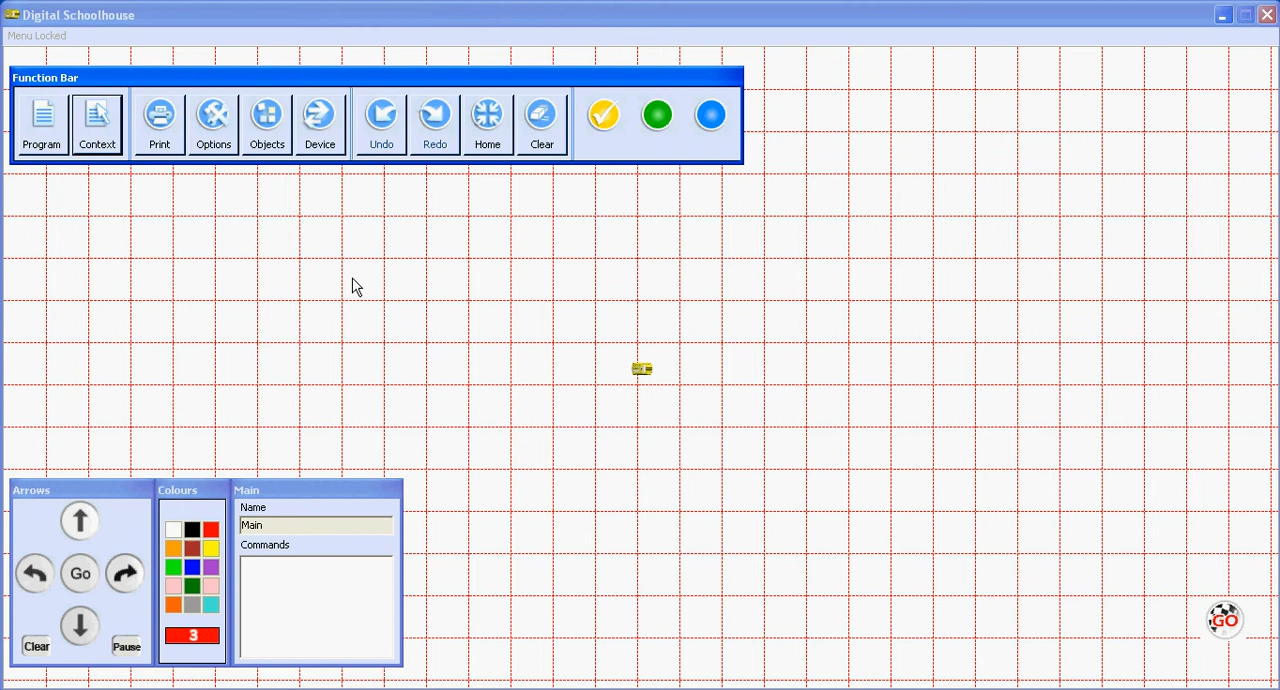 Digital Schoolhouse
Menu Locked
Function Bar
Program Context Print Options Objects Device Undo Redo Home Clear
Arrows Colours Main
Name
Main
Commands
Go
3
Clear Pause
GO